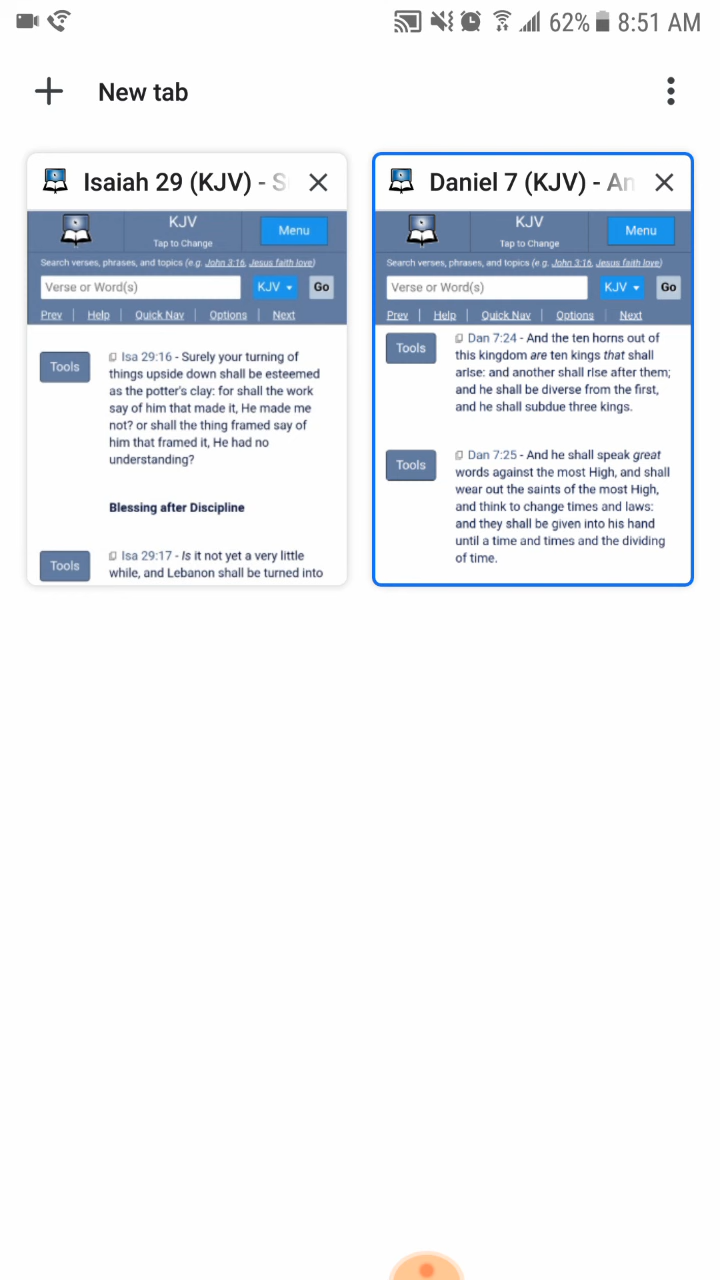 62% 8:51 AM
New tab
Isaiah 29 (KJV) - S
KJV
Tap to Change
Menu
Search verses, phrases, and topics (e.g. John 3:16, Jesus faith love)
Verse or Word(s)
KJV
Go
Prev | Help | Quick Nav | Options | Next
Tools
Isa 29:16 - Surely your turning of
things upside down shall be esteemed
as the potter's clay: for shall the work
say of him that made it, He made me
not? or shall the thing framed say of
him that framed it, He had no
understanding?
Blessing after Discipline
Tools
Isa 29:17 - Is it not yet a very little
while, and Lebanon shall be turned into
Daniel 7 (KJV) - An
KJV
Tap to Change
Menu
Search verses, phrases, and topics (e.g. John 3:16, Jesus faith love)
Verse or Word(s)
KJV
Go
Prev | Help | Quick Nav | Options | Next
Tools
Dan 7:24 - And the ten horns out of
this kingdom are ten kings that shall
arise: and another shall rise after them;
and he shall be diverse from the first,
and he shall subdue three kings.
Tools
Dan 7:25 - And he shall speak great
words against the most High, and shall
wear out the saints of the most High,
and think to change times and laws:
and they shall be given into his hand
until a time and times and the dividing
of time.